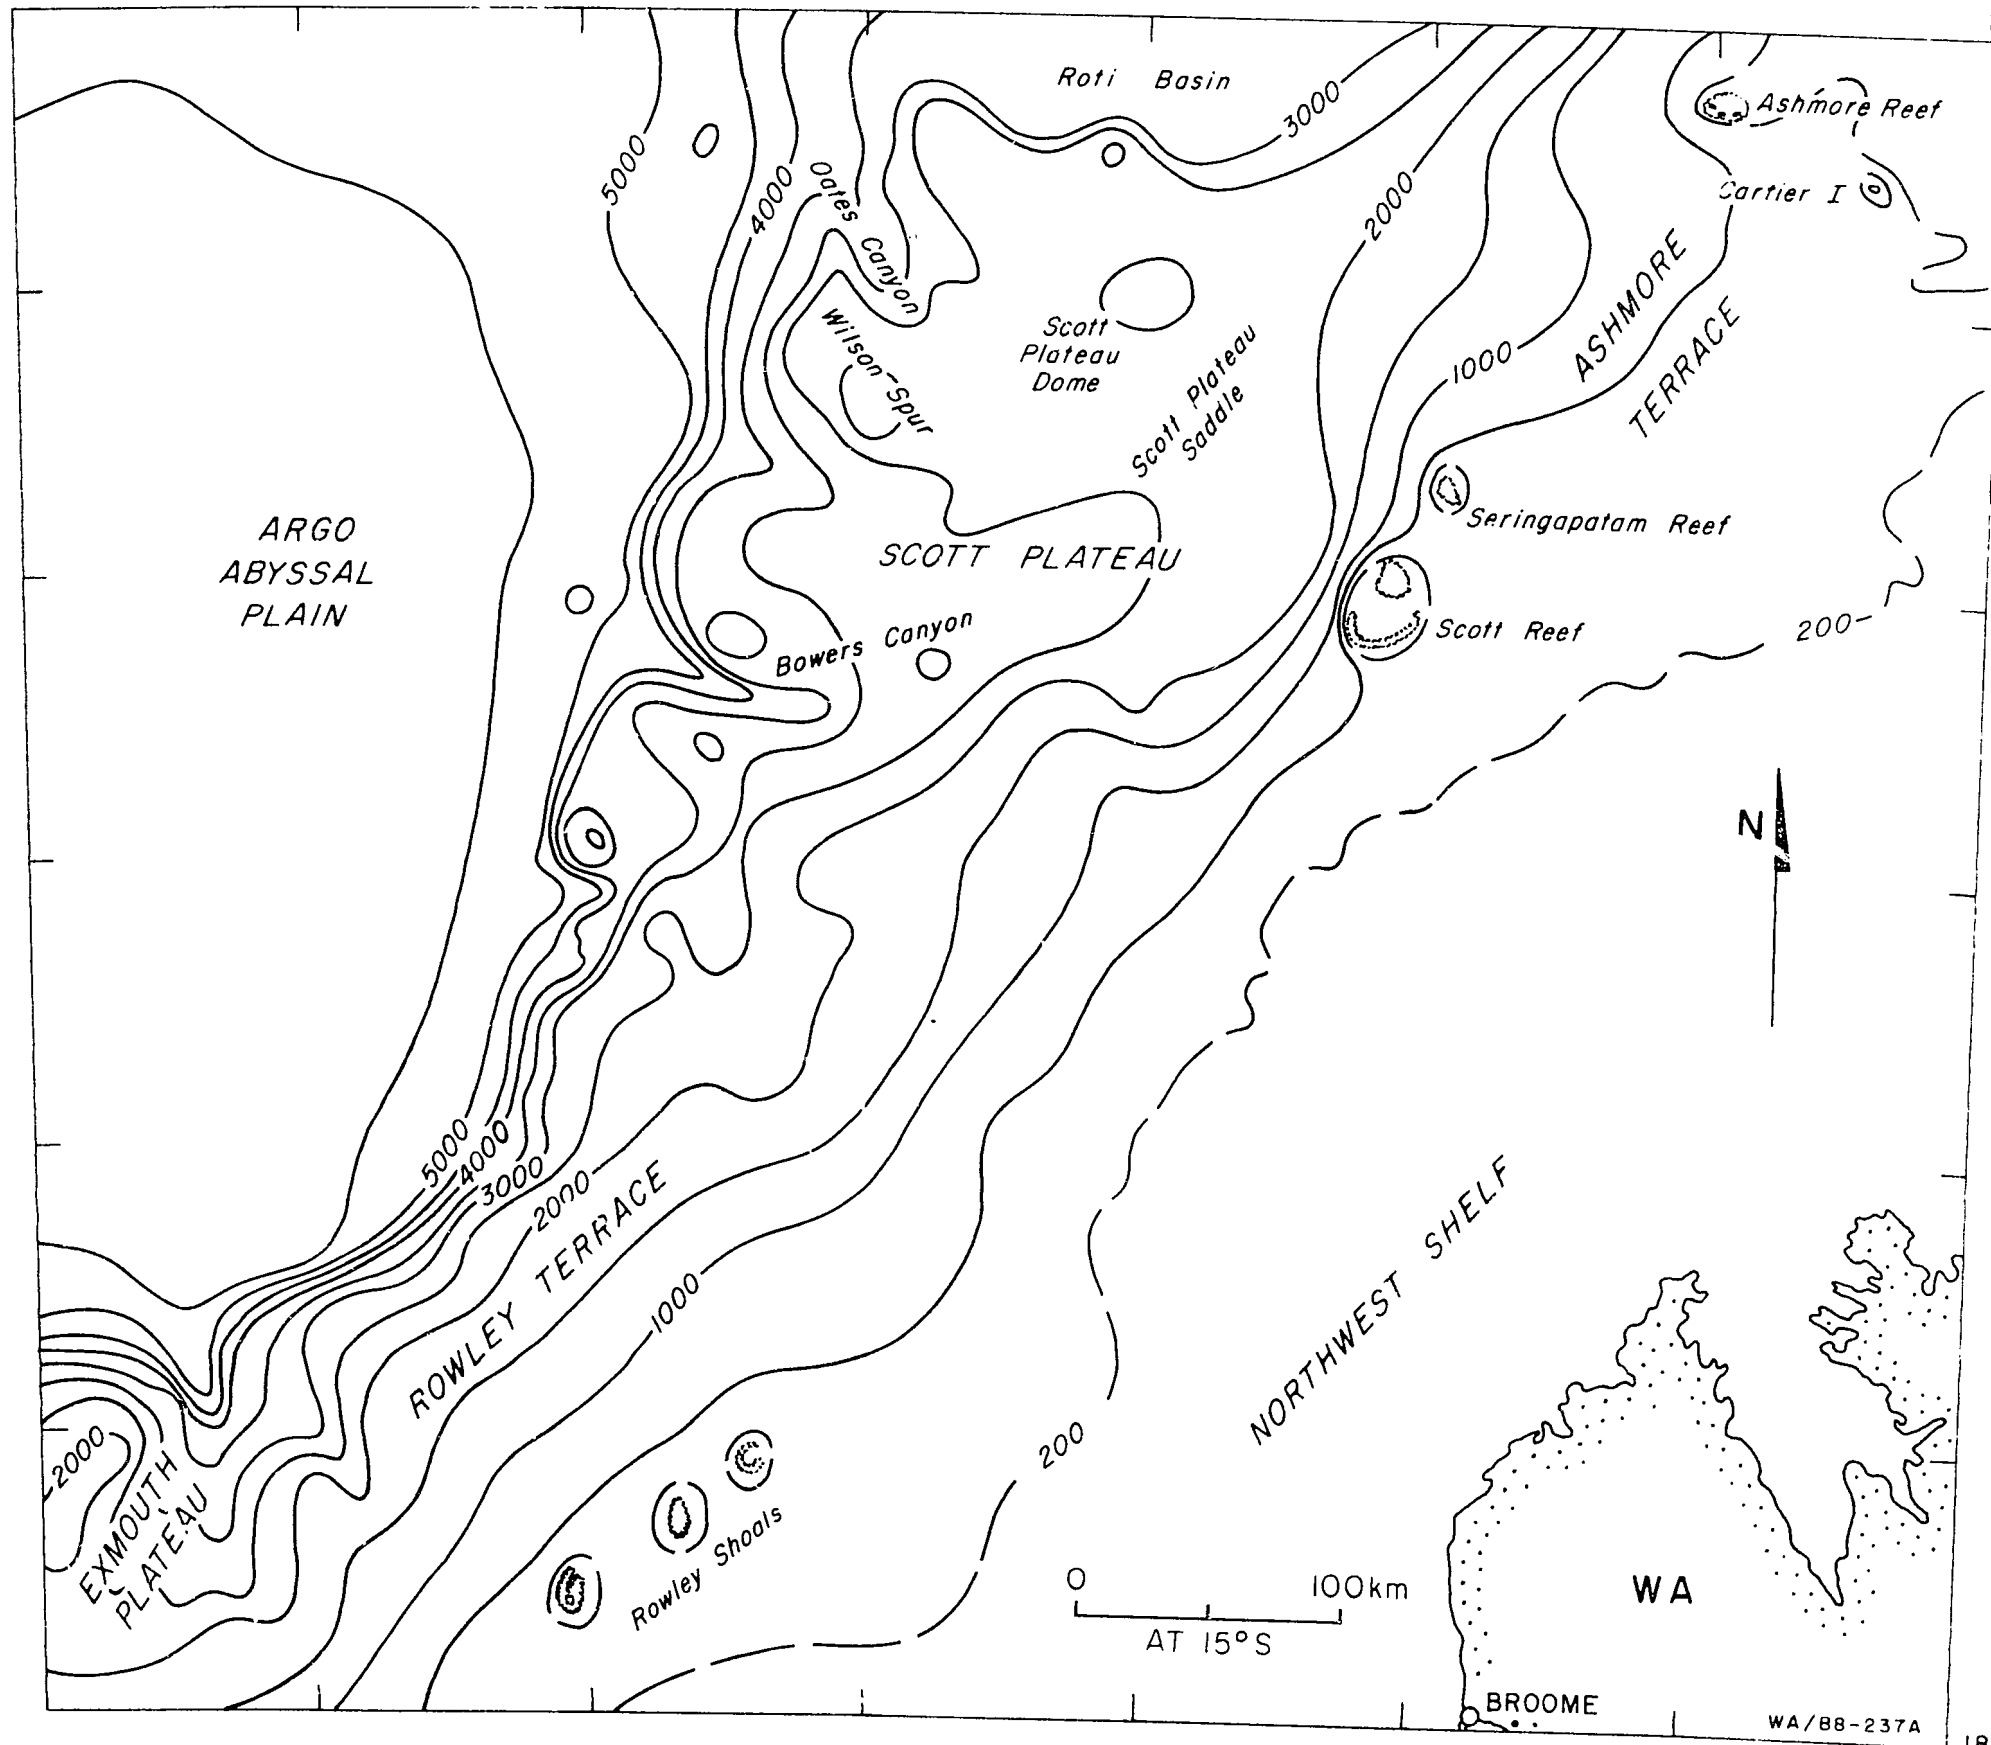 Roti Basin
3000
Ashmore Reef
5000
4000
Oates Canyon
2000
Cartier I
ASHMORE
TERRACE
Wilson Spur
Scott
Plateau
Dome
Scott Plateau
Saddle
1000
ARGO
ABYSSAL
PLAIN
SCOTT PLATEAU
Seringapatam Reef
Bowers Canyon
Scott Reef
200
N
5000
4000
3000
2000
ROWLEY TERRACE
1000
NORTHWEST SHELF
2000
EXMOUTH
PLATEAU
200
Rowley Shoals
0 100km
AT 15°S
WA
BROOME
WA/88-237A
18